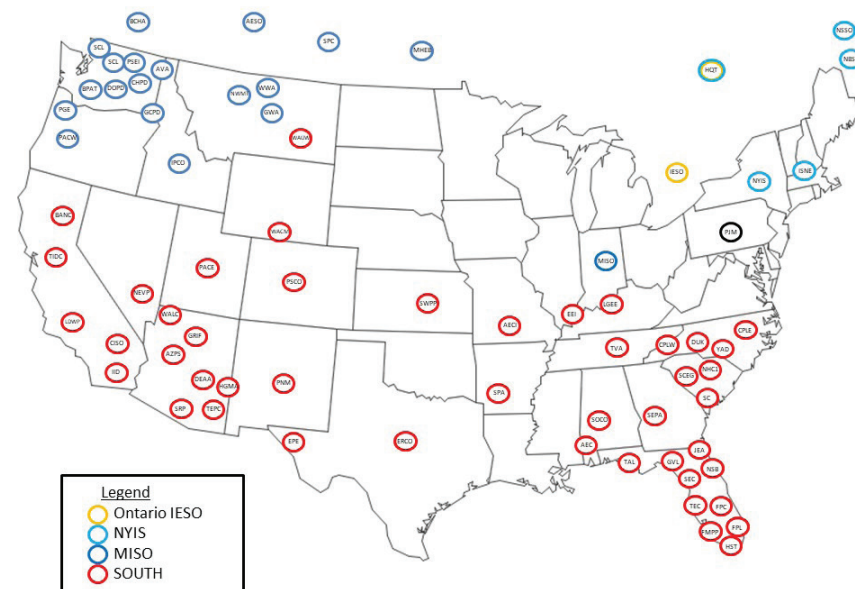 BCHA
AESO
SPC
MHEB
NSSO
NBS
SCL
SCL
PSEI
AVA
HQT
BPAT
DOPD
CHPD
NWMT
WWA
GWA
PGE
GCPD
PACW
WAUW
IPCO
IESO
NYIS
ISNE
BANC
WACM
PJM
TIDC
PACE
PSCO
MISO
NEVP
SWPP
LGEE
WALC
EEI
LDWP
AECI
CPLE
GRIF
CISO
AZPS
TVA
CPLW
DUK
YAD
IID
DEAA
HGMA
PNM
SPA
SCEG
NHC1
SC
SRP
TEPC
SOCO
SEPA
EPE
ERCO
AEC
JEA
TAL
GVL
NSB
SEC
TEC
FPC
FMPP
FPL
HST
Legend
Ontario IESO
NYIS
MISO
SOUTH